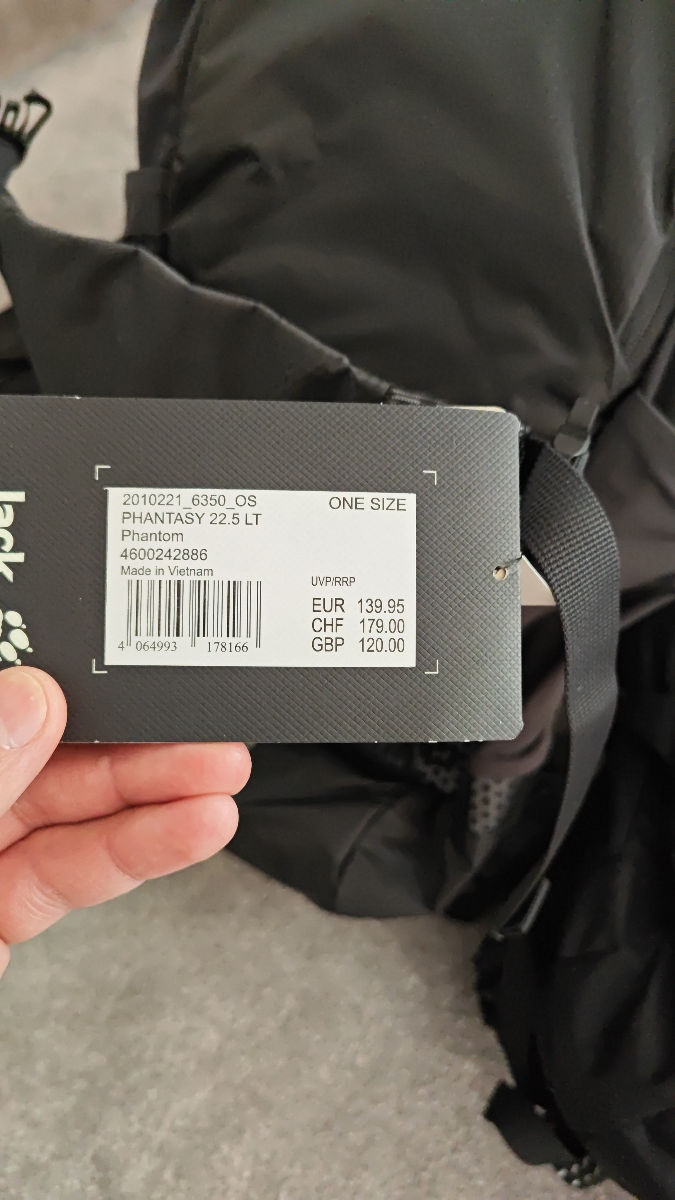 Jack
2010221_6350_OS ONE SIZE
PHANTASY 22.5 LT
Phantom
4600242886
Made in Vietnam
UVP/RRP
EUR 139.95
CHF 179.00
GBP 120.00
4 064993 178166